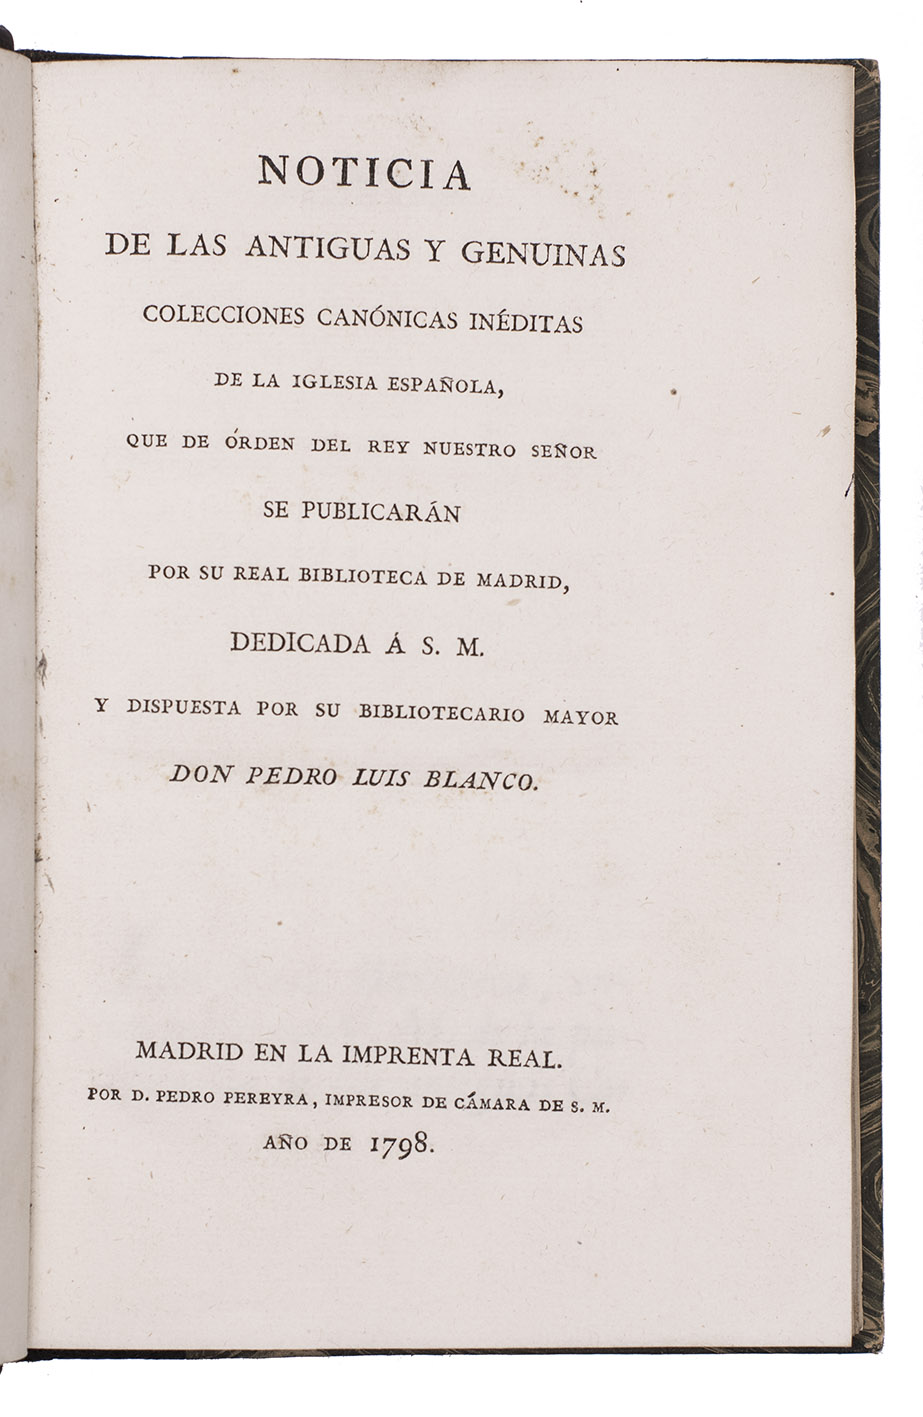 NOTICIA
DE LAS ANTIGUAS Y GENUINAS
COLECCIONES CANÓNICAS INÉDITAS
DE LA IGLESIA ESPAÑOLA,
QUE DE ÓRDEN DEL REY NUESTRO SEÑOR
SE PUBLICARÁN
POR SU REAL BIBLIOTECA DE MADRID,
DEDICADA Á S. M.
Y DISPUESTA POR SU BIBLIOTECARIO MAYOR
DON PEDRO LUIS BLANCO.
MADRID EN LA IMPRENTA REAL.
POR D. PEDRO PEREYRA, IMPRESOR DE CÁMARA DE S. M.
AÑO DE 1798.